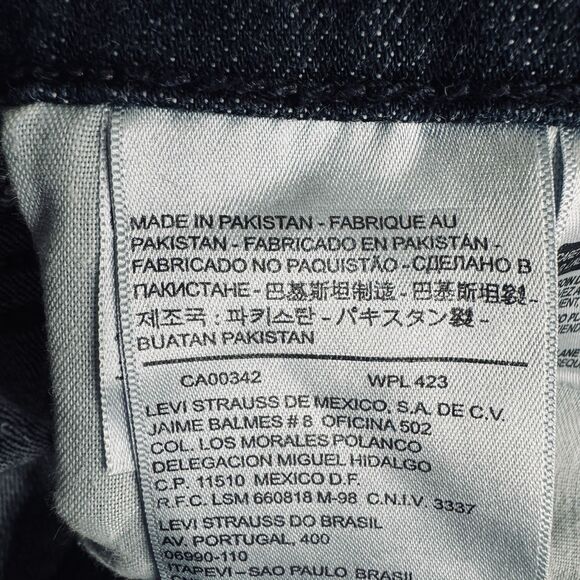 MADE IN PAKISTAN - FABRIQUE AU
PAKISTAN - FABRICADO EN PAKISTÁN -
FABRICADO NO PAQUISTÃO - СДЕЛАНО В
ПАКИСТАНЕ - 巴基斯坦制造 - 巴基斯坦製 -
제조국 : 파키스탄 - パキスタン製 -
BUATAN PAKISTAN
CA00342 WPL 423
LEVI STRAUSS DE MEXICO, S.A. DE C.V.
JAIME BALMES # 8 OFICINA 502
COL. LOS MORALES POLANCO
DELEGACION MIGUEL HIDALGO
C.P. 11510 MEXICO D.F.
R.F.C. LSM 660818 M-98 C.N.I.V. 3337
LEVI STRAUSS DO BRASIL
AV. PORTUGAL, 400
06990-110
ITAPEVI - SAO PAULO BRASIL